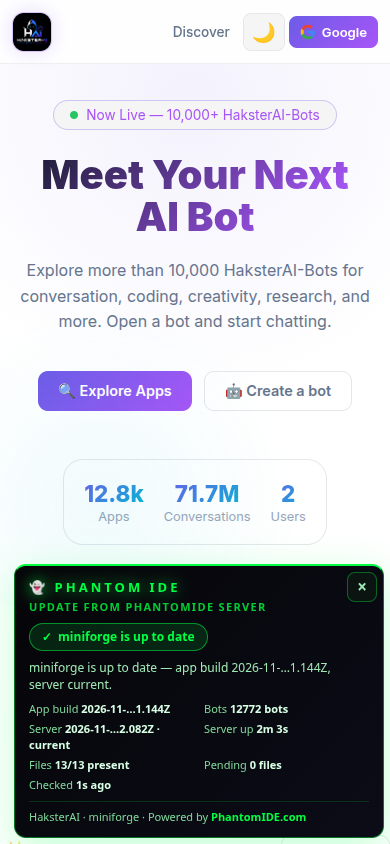 HAKSTERAI
Discover
Google
Now Live — 10,000+ HaksterAI-Bots
Meet Your Next
AI Bot
Explore more than 10,000 HaksterAI-Bots for
conversation, coding, creativity, research, and
more. Open a bot and start chatting.
Explore Apps
Create a bot
12.8k 71.7M 2
Apps Conversations Users
PHANTOM IDE
×
UPDATE FROM PHANTOMIDE SERVER
✓ miniforge is up to date
miniforge is up to date — app build 2026-11-...1.144Z,
server current.
App build 2026-11-...1.144Z Bots 12772 bots
Server 2026-11-...2.082Z · Server up 2m 3s
current
Files 13/13 present Pending 0 files
Checked 1s ago
HaksterAI · miniforge · Powered by PhantomIDE.com